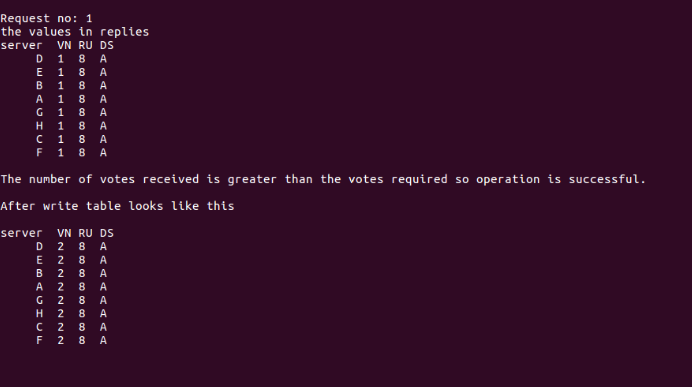 Request no: 1
the values in replies
server  VN RU DS
     D  1  8  A
     E  1  8  A
     B  1  8  A
     A  1  8  A
     G  1  8  A
     H  1  8  A
     C  1  8  A
     F  1  8  A
The number of votes received is greater than the votes required so operation is successful.
After write table looks like this
server  VN RU DS
     D  2  8  A
     E  2  8  A
     B  2  8  A
     A  2  8  A
     G  2  8  A
     H  2  8  A
     C  2  8  A
     F  2  8  A